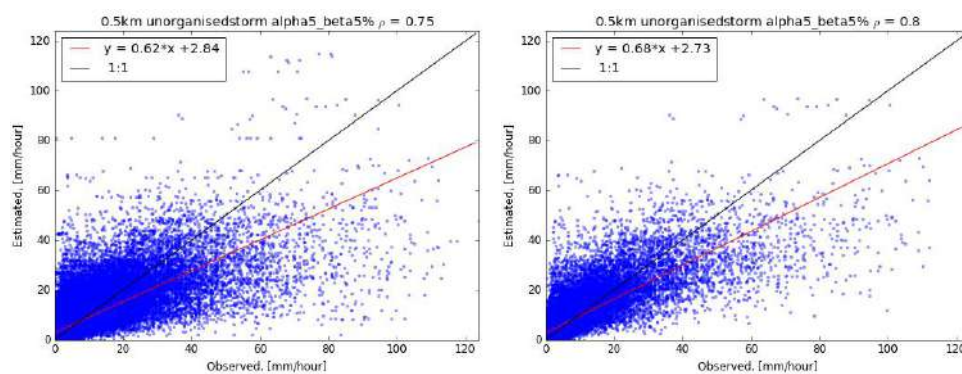 0.5km unorganisedstorm alpha5_beta5% ρ = 0.75
y = 0.62*x +2.84
1:1
Estimated, [mm/hour]
120
100
80
60
40
20
0
0 20 40 60 80 100 120
Observed, [mm/hour]
0.5km unorganisedstorm alpha5_beta5% ρ = 0.8
y = 0.68*x +2.73
1:1
Estimated, [mm/hour]
120
100
80
60
40
20
0
0 20 40 60 80 100 120
Observed, [mm/hour]